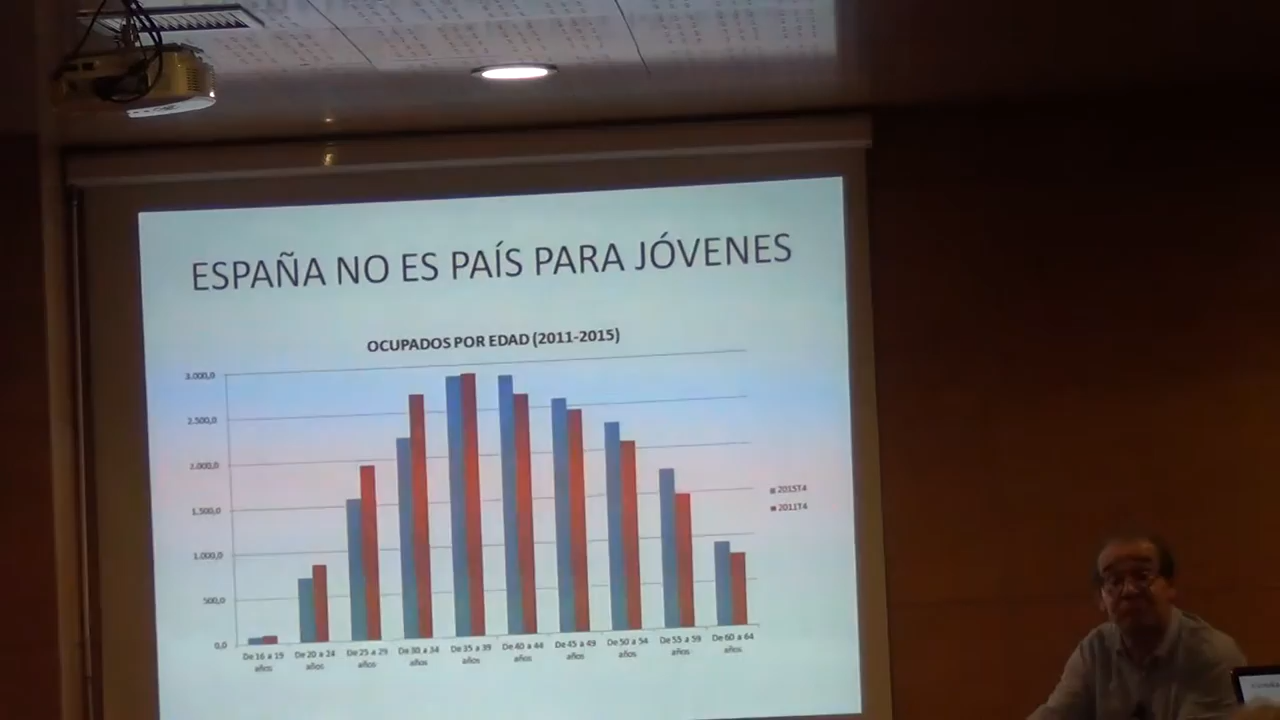 ESPAÑA NO ES PAÍS PARA JÓVENES
OCUPADOS POR EDAD (2011-2015)
3.000,0
2.500,0
2.000,0
1.500,0
1.000,0
500,0
0,0
De 16 a 19 años
De 20 a 24 años
De 25 a 29 años
De 30 a 34 años
De 35 a 39 años
De 40 a 44 años
De 45 a 49 años
De 50 a 54 años
De 55 a 59 años
De 60 a 64 años
2015T4
2011T4